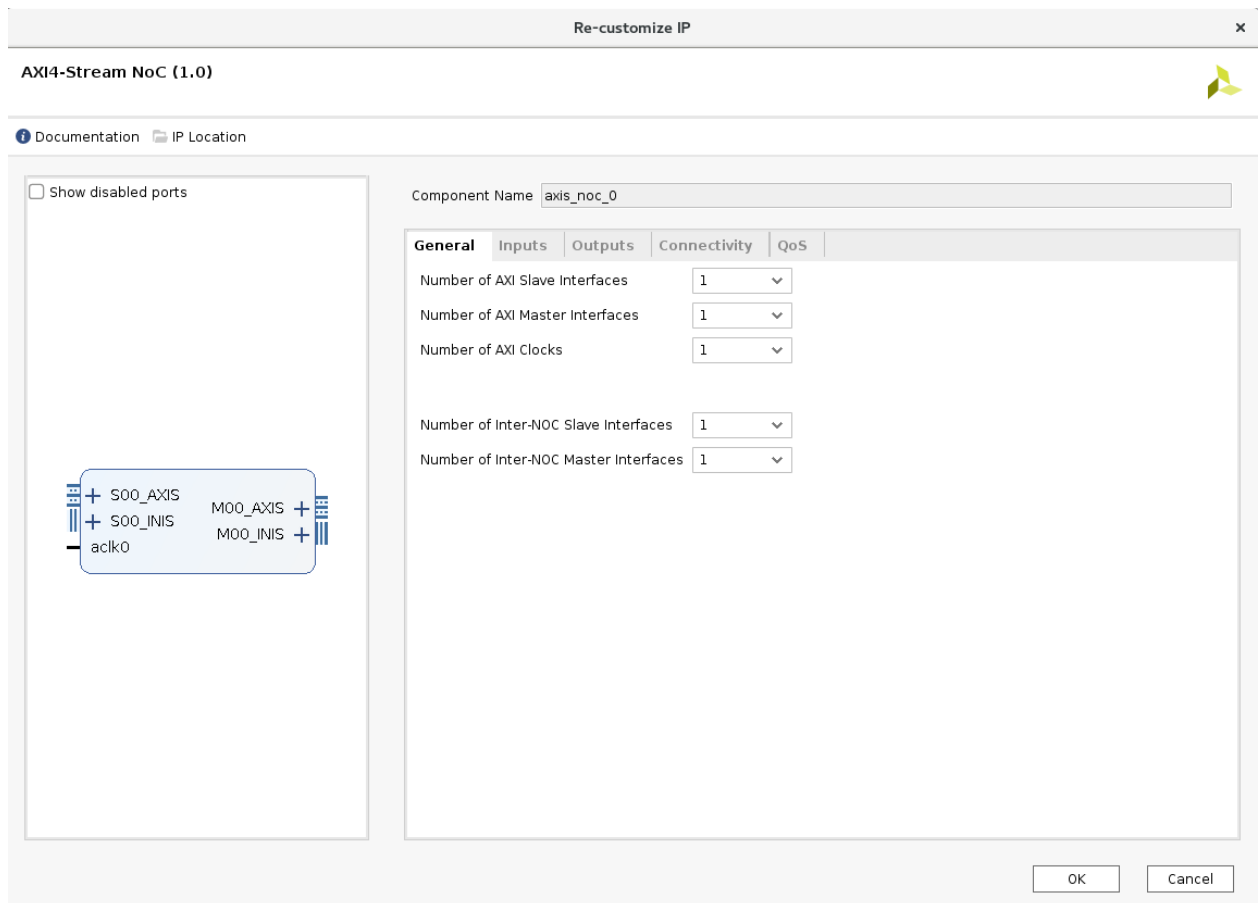 Re-customize IP
AXI4-Stream NoC (1.0)
Documentation IP Location
Show disabled ports
S00_AXIS
S00_INIS
aclk0
M00_AXIS
M00_INIS
Component Name axis_noc_0
General Inputs Outputs Connectivity QoS
Number of AXI Slave Interfaces 1
Number of AXI Master Interfaces 1
Number of AXI Clocks 1
Number of Inter-NOC Slave Interfaces 1
Number of Inter-NOC Master Interfaces 1
OK Cancel